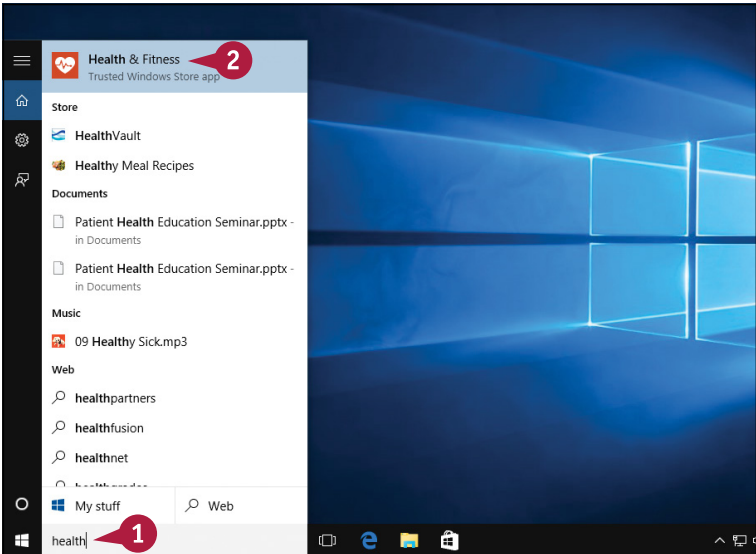 Health & Fitness
2
Trusted Windows Store app
Store
HealthVault
Healthy Meal Recipes
Documents
Patient Health Education Seminar.pptx -
in Documents
Patient Health Education Seminar.pptx -
in Documents
Music
09 Healthy Sick.mp3
Web
healthpartners
healthfusion
healthnet
My stuff
Web
health
1